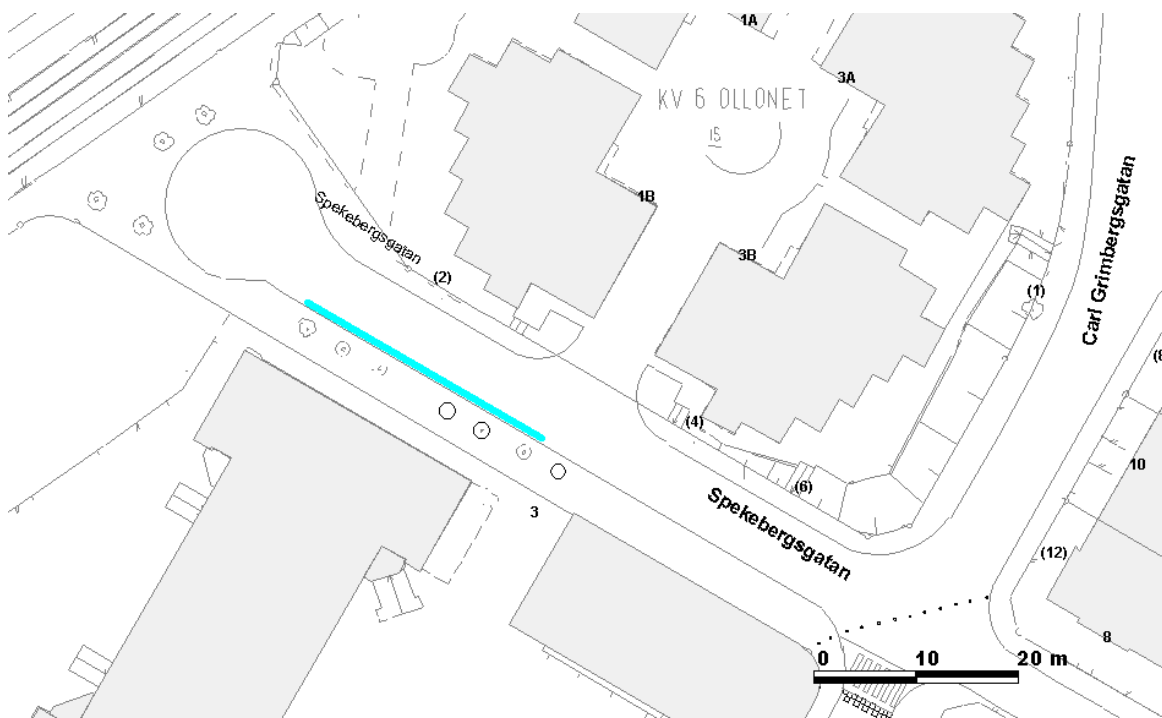 1A
3A
KV 6 OLLONET
15
1B
Spekebergsgatan
Carl Grimbergsgatan
3B
(2)
(1)
(8
(4)
10
(6)
3
Spekebergsgatan
(12)
8
0 10 20 m